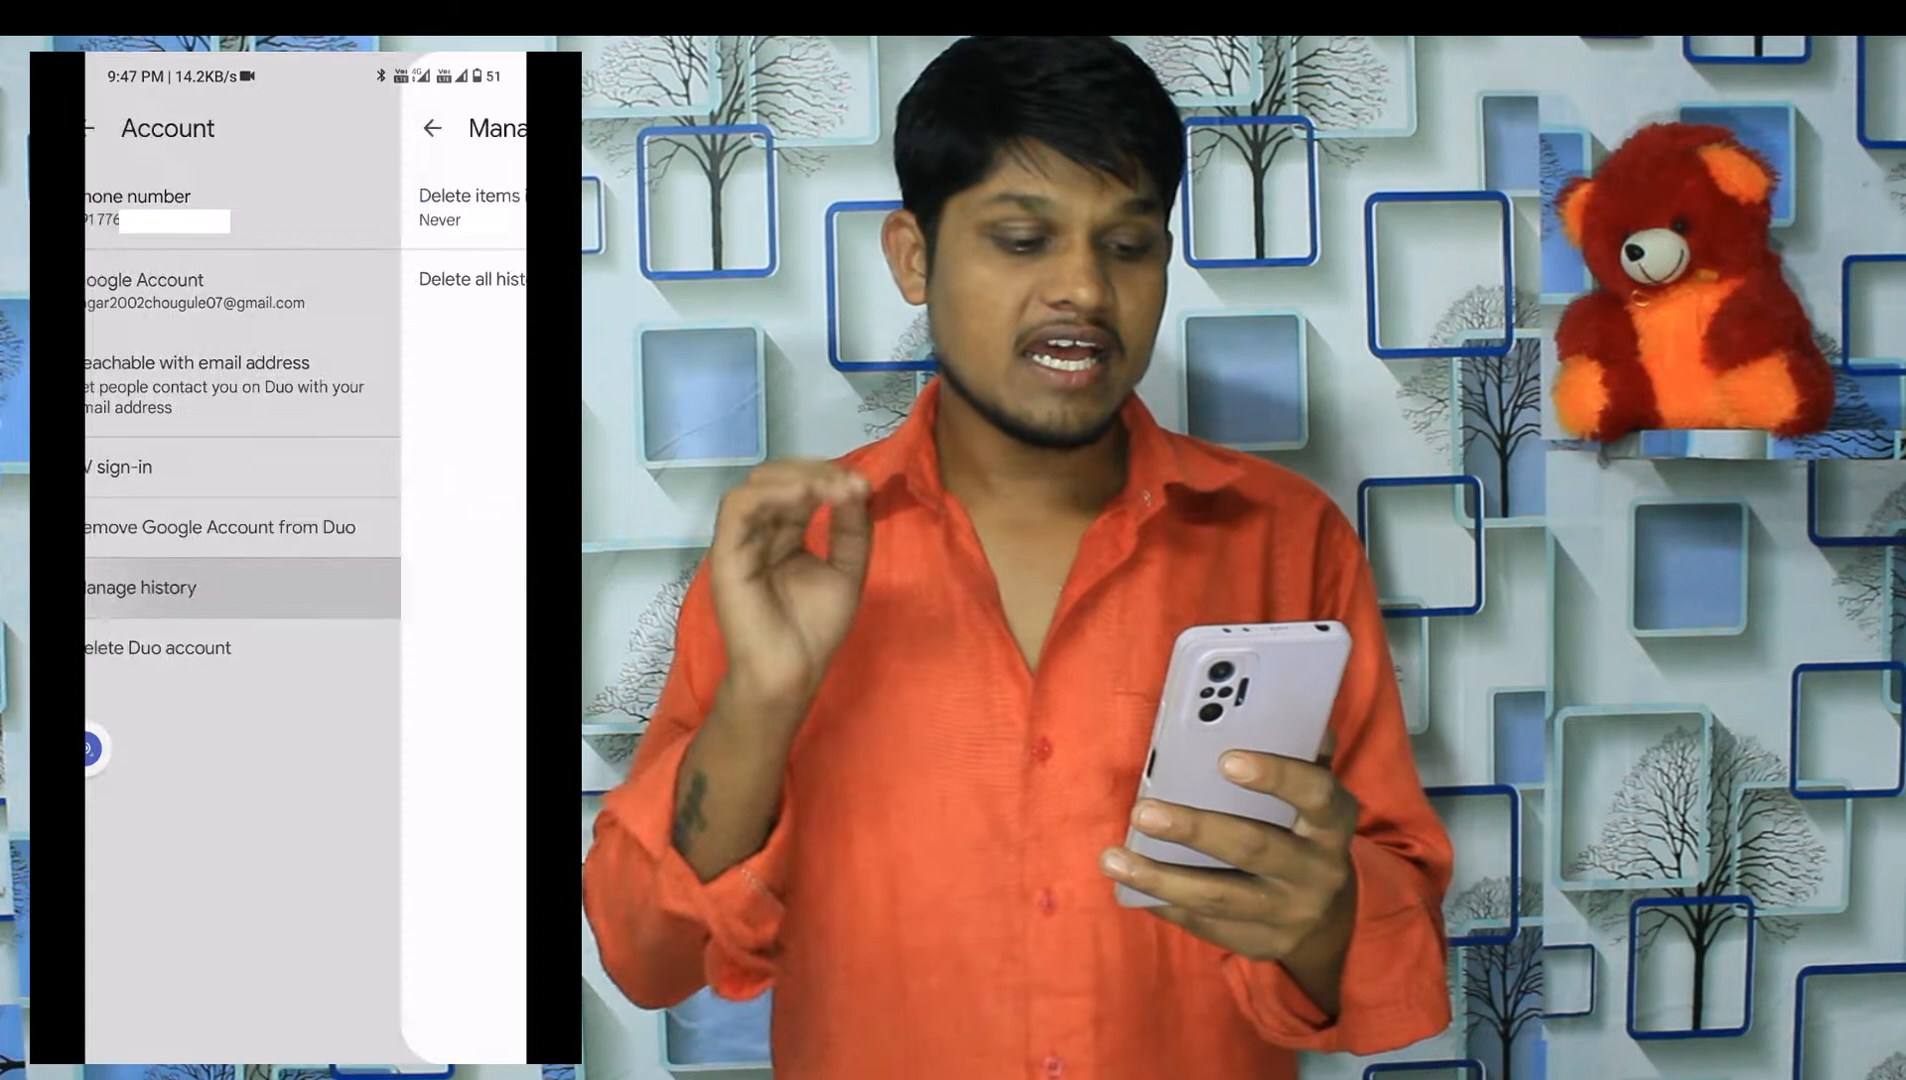 9:47 PM | 14.2KB/s 51
Account
hone number
91776
oogle Account
gar2002chougule07@gmail.com
eachable with email address
et people contact you on Duo with your
mail address
V sign-in
emove Google Account from Duo
anage history
elete Duo account
Mana
Delete items i
Never
Delete all hist